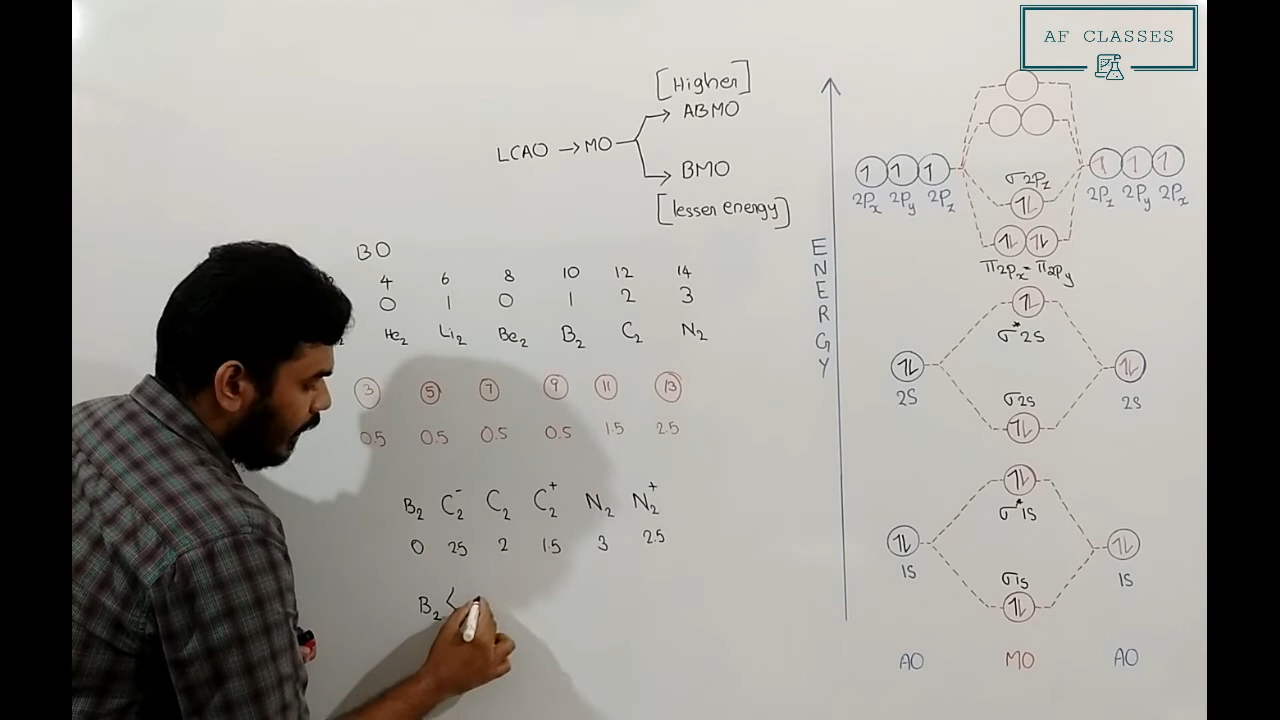 AF CLASSES
[Higher]
ABMO
LCAO → MO
BMO
[lesser energy]
BO
4 6 8 10 12 14
0 1 0 1 2 3
He2 Li2 Be2 B2 C2 N2
3 5 7 9 11 13
0.5 0.5 0.5 0.5 1.5 2.5
B2 C2- C2 C2+ N2 N2+
0 25 2 1.5 3 2.5
B2 <
ENERGY
2Px 2Py 2Pz
σ2Pz
2Pz 2Py 2Px
π2Px = π2Py
σ*2S
2S
2S
σ2S
σ*1S
1S
1S
σ1S
AO MO AO